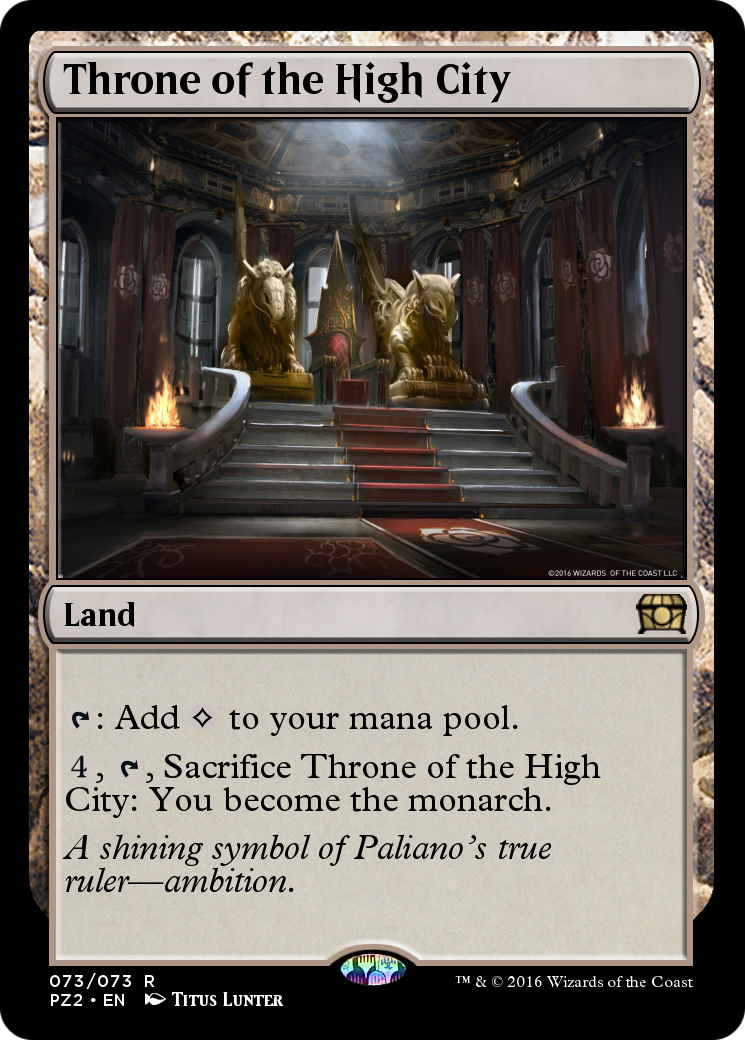 Throne of the High City
©2016 WIZARDS OF THE COAST LLC
Land
: Add to your mana pool.
4, , Sacrifice Throne of the High
City: You become the monarch.
A shining symbol of Paliano's true
ruler—ambition.
073/073 R
PZ2 • EN Titus Lunter
™ & © 2016 Wizards of the Coast